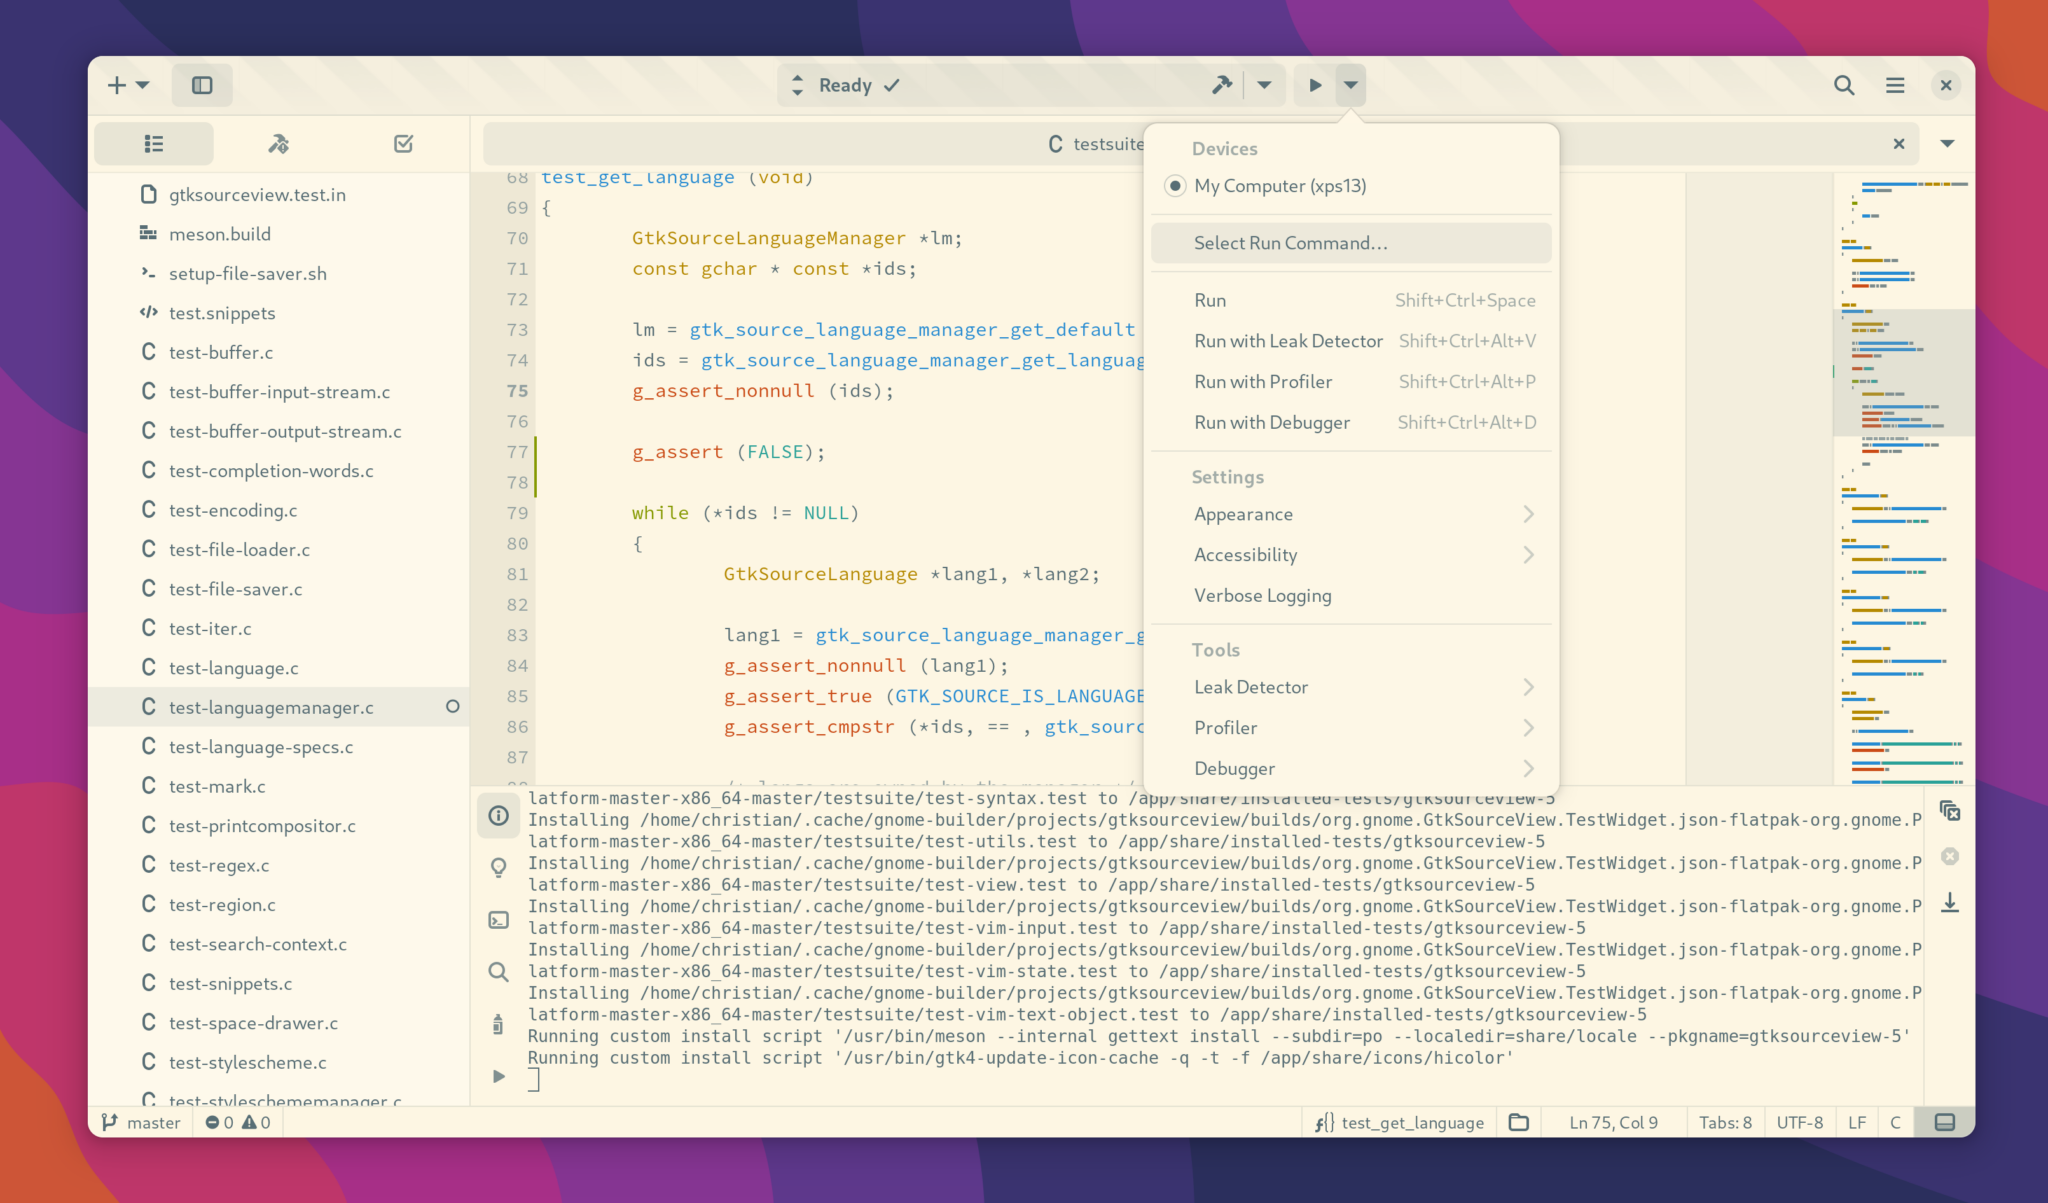 Ready
C testsuite
gtksourceview.test.in
meson.build
setup-file-saver.sh
test.snippets
C test-buffer.c
C test-buffer-input-stream.c
C test-buffer-output-stream.c
C test-completion-words.c
C test-encoding.c
C test-file-loader.c
C test-file-saver.c
C test-iter.c
C test-language.c
C test-languagemanager.c
C test-language-specs.c
C test-mark.c
C test-printcompositor.c
C test-regex.c
C test-region.c
C test-search-context.c
C test-snippets.c
C test-space-drawer.c
C test-stylescheme.c
C test-styleschememanager.c
68 test_get_language (void)
69 {
70 GtkSourceLanguageManager *lm;
71 const gchar * const *ids;
72
73 lm = gtk_source_language_manager_get_default
74 ids = gtk_source_language_manager_get_languag
75 g_assert_nonnull (ids);
76
77 g_assert (FALSE);
78
79 while (*ids != NULL)
80 {
81 GtkSourceLanguage *lang1, *lang2;
82
83 lang1 = gtk_source_language_manager_g
84 g_assert_nonnull (lang1);
85 g_assert_true (GTK_SOURCE_IS_LANGUAGE
86 g_assert_cmpstr (*ids, == , gtk_sourc
87
Devices
My Computer (xps13)
Select Run Command…
Run Shift+Ctrl+Space
Run with Leak Detector Shift+Ctrl+Alt+V
Run with Profiler Shift+Ctrl+Alt+P
Run with Debugger Shift+Ctrl+Alt+D
Settings
Appearance
Accessibility
Verbose Logging
Tools
Leak Detector
Profiler
Debugger
latform-master-x86_64-master/testsuite/test-syntax.test to /app/share/installed-tests/gtksourceview-5
Installing /home/christian/.cache/gnome-builder/projects/gtksourceview/builds/org.gnome.GtkSourceView.TestWidget.json-flatpak-org.gnome.P
latform-master-x86_64-master/testsuite/test-utils.test to /app/share/installed-tests/gtksourceview-5
Installing /home/christian/.cache/gnome-builder/projects/gtksourceview/builds/org.gnome.GtkSourceView.TestWidget.json-flatpak-org.gnome.P
latform-master-x86_64-master/testsuite/test-view.test to /app/share/installed-tests/gtksourceview-5
Installing /home/christian/.cache/gnome-builder/projects/gtksourceview/builds/org.gnome.GtkSourceView.TestWidget.json-flatpak-org.gnome.P
latform-master-x86_64-master/testsuite/test-vim-input.test to /app/share/installed-tests/gtksourceview-5
Installing /home/christian/.cache/gnome-builder/projects/gtksourceview/builds/org.gnome.GtkSourceView.TestWidget.json-flatpak-org.gnome.P
latform-master-x86_64-master/testsuite/test-vim-state.test to /app/share/installed-tests/gtksourceview-5
Installing /home/christian/.cache/gnome-builder/projects/gtksourceview/builds/org.gnome.GtkSourceView.TestWidget.json-flatpak-org.gnome.P
latform-master-x86_64-master/testsuite/test-vim-text-object.test to /app/share/installed-tests/gtksourceview-5
Running custom install script '/usr/bin/meson --internal gettext install --subdir=po --localedir=share/locale --pkgname=gtksourceview-5'
Running custom install script '/usr/bin/gtk4-update-icon-cache -q -t -f /app/share/icons/hicolor'
master 0 0 test_get_language Ln 75, Col 9 Tabs: 8 UTF-8 LF C